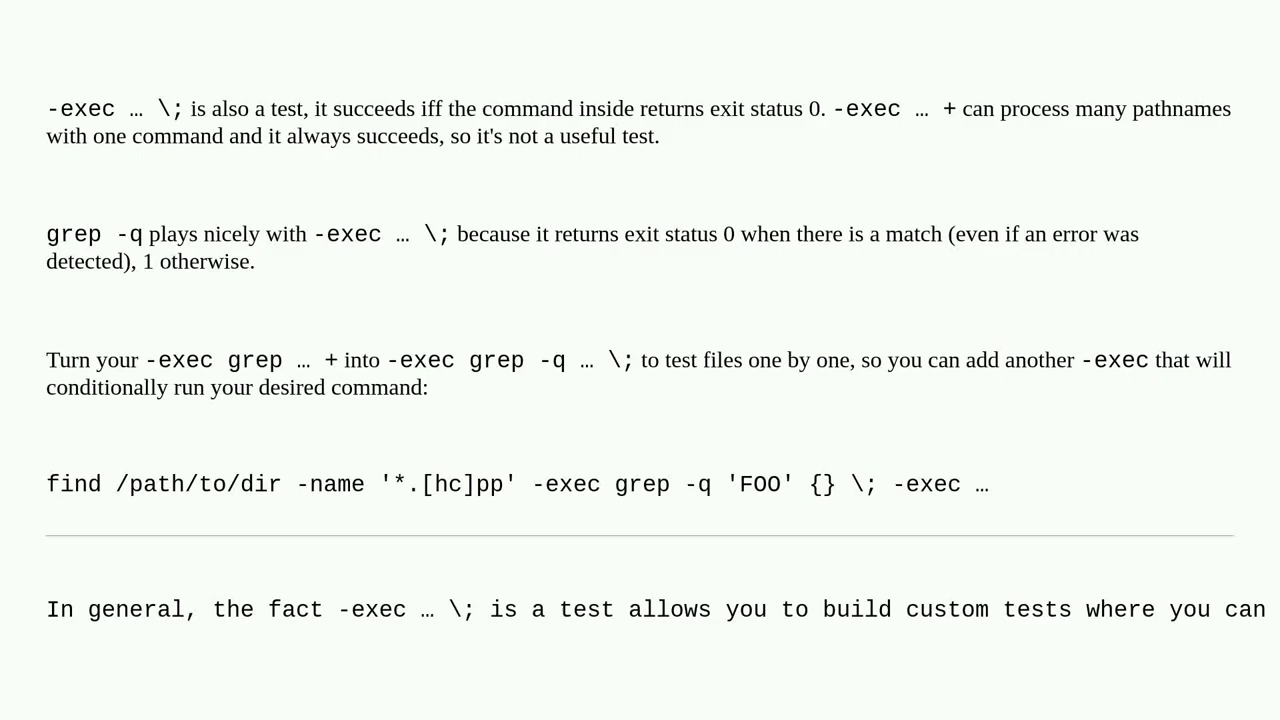 -exec … \; is also a test, it succeeds iff the command inside returns exit status 0. -exec … + can process many pathnames
with one command and it always succeeds, so it's not a useful test.
grep -q plays nicely with -exec … \; because it returns exit status 0 when there is a match (even if an error was
detected), 1 otherwise.
Turn your -exec grep … + into -exec grep -q … \; to test files one by one, so you can add another -exec that will
conditionally run your desired command:
find /path/to/dir -name '*.[hc]pp' -exec grep -q 'FOO' {} \; -exec …
In general, the fact -exec … \; is a test allows you to build custom tests where you can